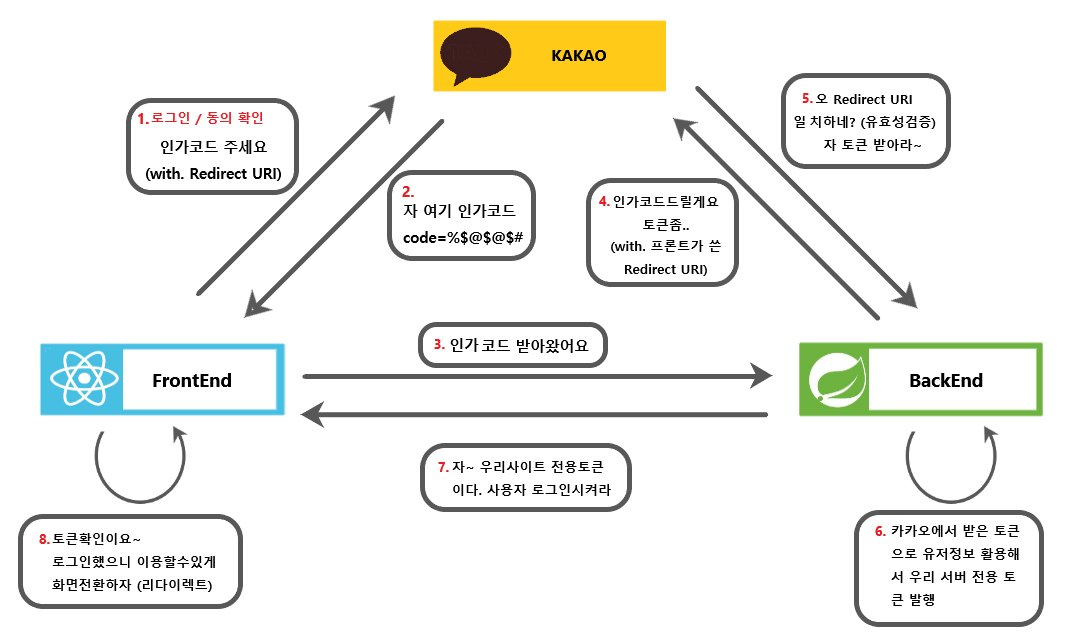 KAKAO
1.로그인 / 동의 확인
인가코드 주세요
(with. Redirect URI)
2.
자 여기 인가코드
code=%$@$@$#
5.오 Redirect URI
일 치하네? (유효성검증)
자 토큰 받아라~
4.인가코드드릴게요
토큰좀..
(with. 프론트가 쓴
Redirect URI)
3. 인가코드 받아왔어요
FrontEnd
BackEnd
7.자~ 우리사이트 전용토큰
이다. 사용자 로그인시켜라
8.토큰확인이요~
로그인했으니 이용할수있게
화면전환하자 (리다이렉트)
6. 카카오에서 받은 토큰
으로 유저정보 활용해
서 우리 서버 전용 토
큰 발행